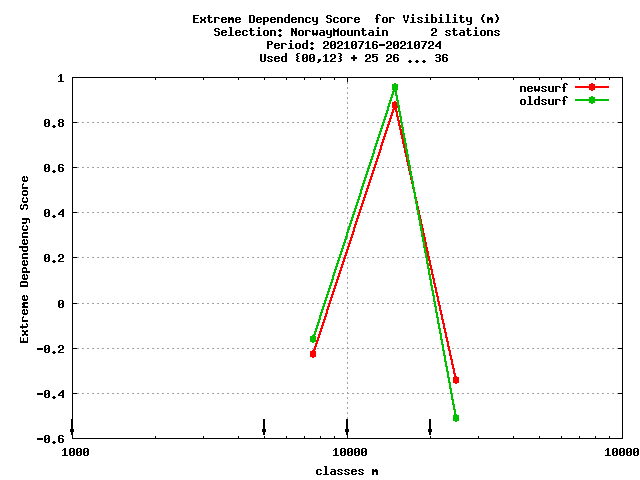 Extreme Dependency Score  for Visibility (m)
Selection: NorwayMountain      2 stations
Period: 20210716-20210724
Used {00,12} + 25 26 ... 36
newsurf
oldsurf
Extreme Dependency Score
1
0.8
0.6
0.4
0.2
0
-0.2
-0.4
-0.6
1000 10000 10000
classes m